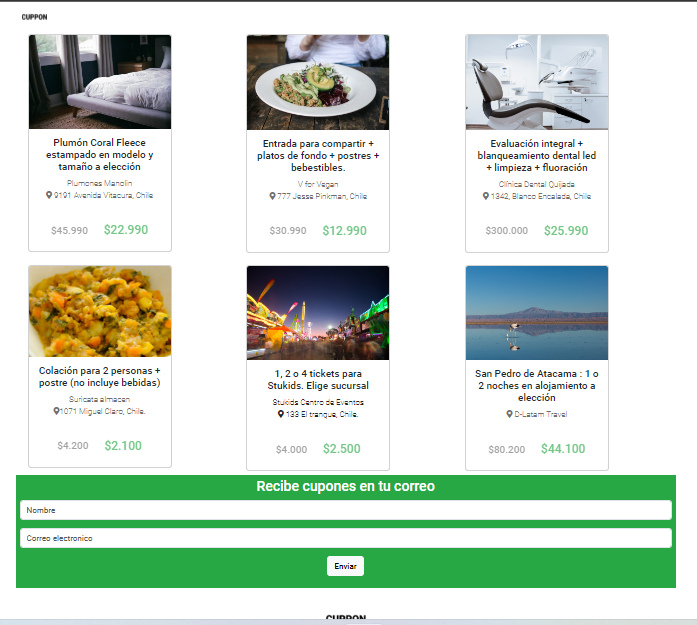 CUPPON
Plumón Coral Fleece
estampado en modelo y
tamaño a elección
Plumones Manolin
9191 Avenida Vitacura, Chile
$45.990 $22.990
Entrada para compartir +
platos de fondo + postres +
bebestibles.
V for Vegan
777 Jesse Pinkman, Chile
$30.990 $12.990
Evaluación integral +
blanqueamiento dental led
+ limpieza + fluoración
Clínica Dental Quijada
1342, Blanco Encalada, Chile
$300.000 $25.990
Colación para 2 personas +
postre (no incluye bebidas)
Suricata almacen
1071 Miguel Claro, Chile.
$4.200 $2.100
1, 2 o 4 tickets para
Stukids. Elige sucursal
Stukids Centro de Eventos
133 El trangue, Chile.
$4.000 $2.500
San Pedro de Atacama : 1 o
2 noches en alojamiento a
elección
D-Latam Travel
$80.200 $44.100
Recibe cupones en tu correo
Nombre
Correo electronico
Enviar
CUPPON